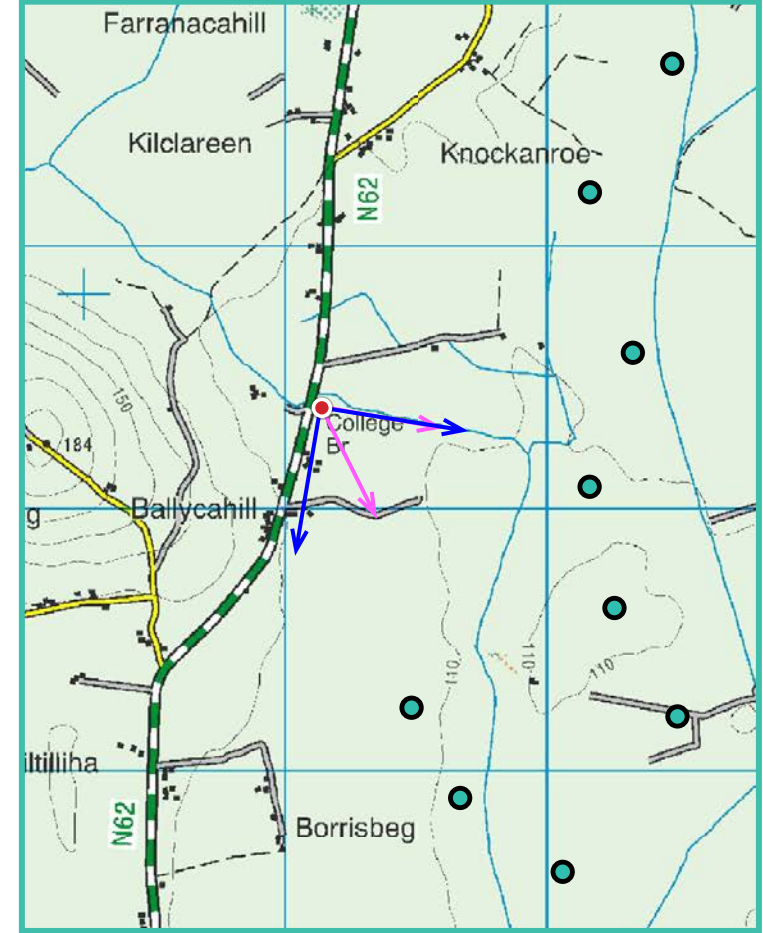 Farranacahill
Kilclareen
Knockanroe
N62
150
184
College
Br
g
Ballycahill
110
110
110
iltilliha
N62
Borrisbeg